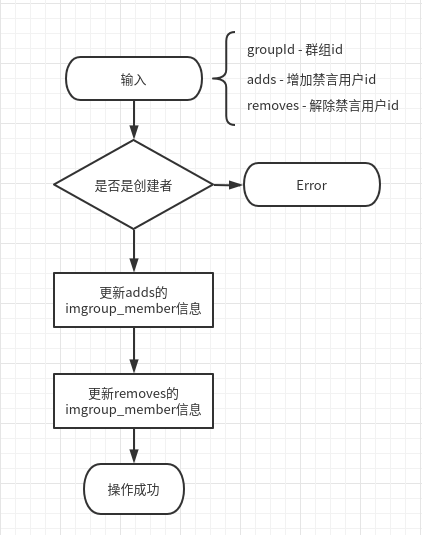 输入
groupId - 群组id
adds - 增加禁言用户id
removes - 解除禁言用户id
是否是创建者
Error
更新adds的
imgroup_member信息
更新removes的
imgroup_member信息
操作成功